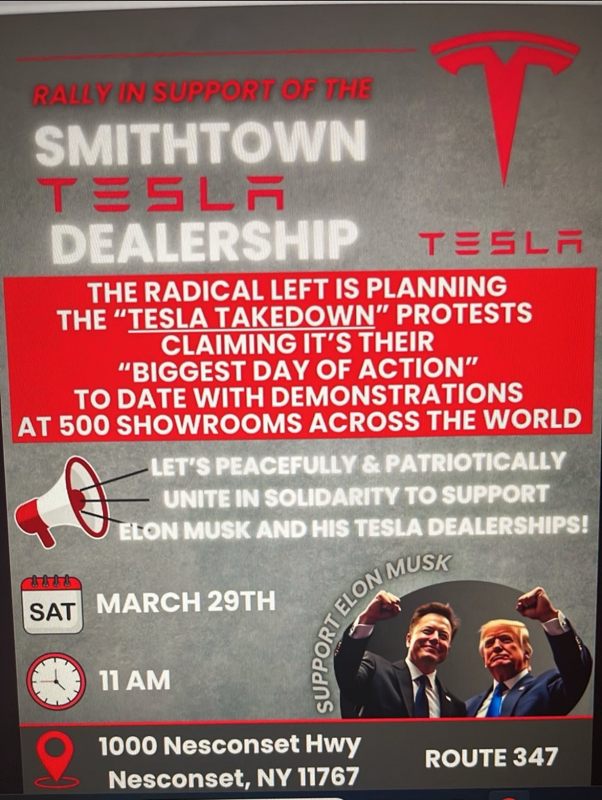 RALLY IN SUPPORT OF THE
SMITHTOWN
TESLA
DEALERSHIP
TESLA
THE RADICAL LEFT IS PLANNING
THE “TESLA TAKEDOWN” PROTESTS
CLAIMING IT’S THEIR
“BIGGEST DAY OF ACTION”
TO DATE WITH DEMONSTRATIONS
AT 500 SHOWROOMS ACROSS THE WORLD
LET’S PEACEFULLY & PATRIOTICALLY
UNITE IN SOLIDARITY TO SUPPORT
ELON MUSK AND HIS TESLA DEALERSHIPS!
SAT
MARCH 29TH
11 AM
SUPPORT ELON MUSK
1000 Nesconset Hwy
Nesconset, NY 11767
ROUTE 347